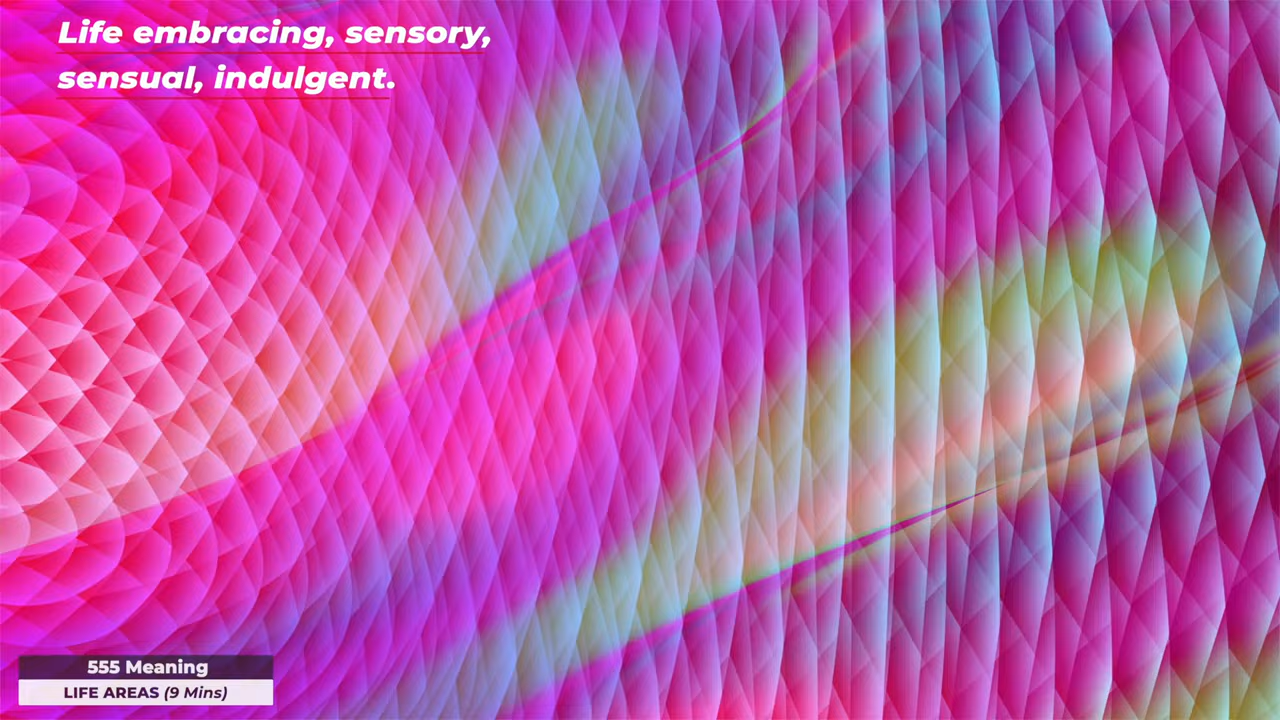 Life embracing, sensory,
sensual, indulgent.
555 Meaning
LIFE AREAS (9 Mins)